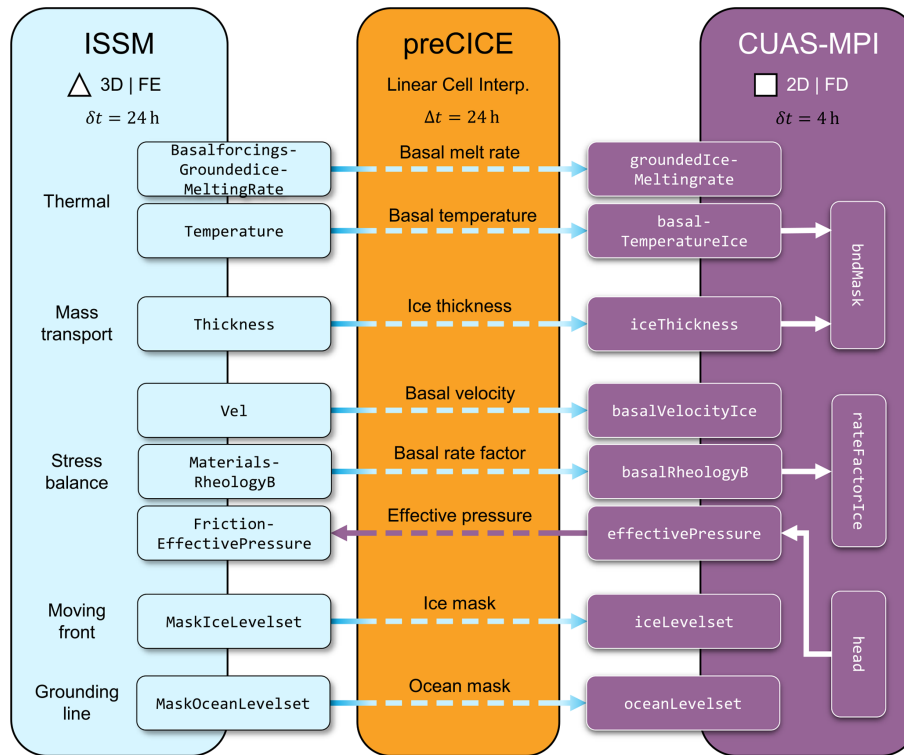 ISSM
3D | FE
δt = 24 h
preCICE
Linear Cell Interp.
Δt = 24 h
CUAS-MPI
2D | FD
δt = 4 h
Thermal
Basalforcings-
GroundedIce-
MeltingRate
Basal melt rate
groundedIce-
Meltingrate
Temperature
Basal temperature
basal-
TemperatureIce
bndMask
Mass
transport
Thickness
Ice thickness
iceThickness
Stress
balance
Vel
Basal velocity
basalVelocityIce
Materials-
RheologyB
Basal rate factor
basalRheologyB
rateFactorIce
Friction-
EffectivePressure
Effective pressure
effectivePressure
head
Moving
front
MaskIceLevelset
Ice mask
iceLevelset
Grounding
line
MaskOceanLevelset
Ocean mask
oceanLevelset